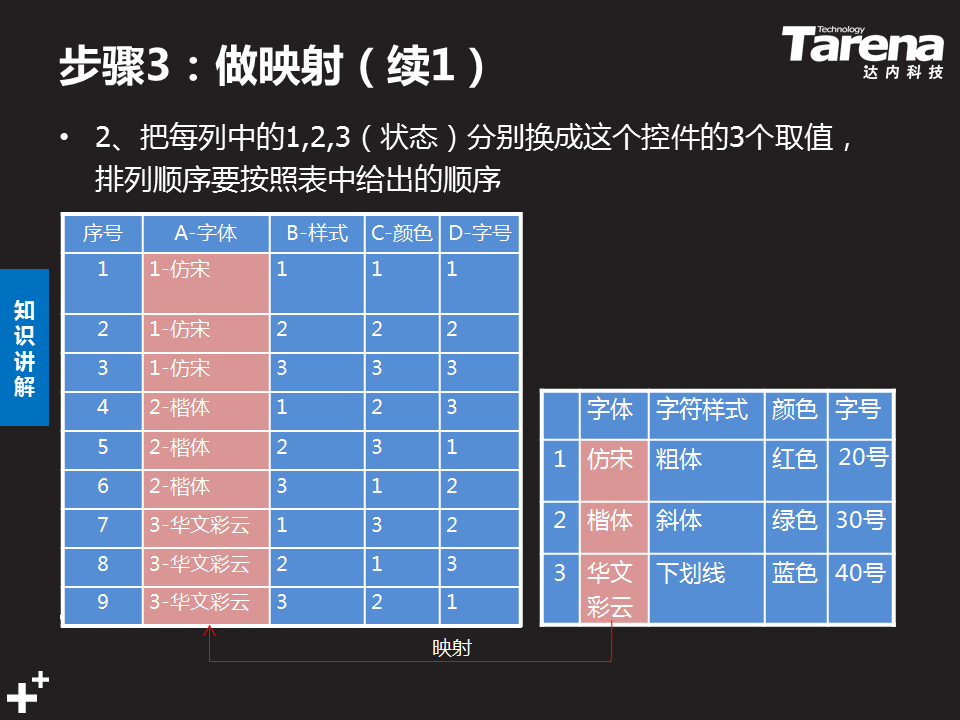 步骤3：做映射（续1）
Technology
Tarena
达内科技
• 2、把每列中的1,2,3（状态）分别换成这个控件的3个取值，
排列顺序要按照表中给出的顺序
知识讲解
序号 A-字体 B-样式 C-颜色 D-字号
1 1-仿宋 1 1 1
2 1-仿宋 2 2 2
3 1-仿宋 3 3 3
4 2-楷体 1 2 3
5 2-楷体 2 3 1
6 2-楷体 3 1 2
7 3-华文彩云 1 3 2
8 3-华文彩云 2 1 3
9 3-华文彩云 3 2 1
字体 字符样式 颜色 字号
1 仿宋 粗体 红色 20号
2 楷体 斜体 绿色 30号
3 华文 下划线 蓝色 40号
彩云
映射